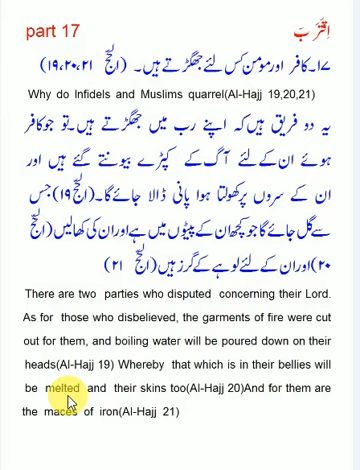 part 17 اِقْتَرَبَ
۱۷۔ کافر اور مومن کس لئے جھگڑتے ہیں۔ (الحج ۱۹،۲۰،۲۱)
Why do Infidels and Muslims quarrel(Al-Hajj 19,20,21)
یہ دو فریق ہیں کہ اپنے رب میں جھگڑتے ہیں۔ تو جو کافر
ہوئے ان کے لئے آگ کے کپڑے بیونتے گئے ہیں اور
ان کے سروں پر کھولتا ہوا پانی ڈالا جائے گا۔ (الحج ۱۹) جس
سے گل جائے گا جو کچھ ان کے پیٹوں میں ہے اور ان کی کھالیں (الحج
۲۰) اور ان کے لئے لوہے کے گرز ہیں (الحج ۲۱)
There are two parties who disputed concerning their Lord.
As for those who disbelieved, the garments of fire were cut
out for them, and boiling water will be poured down on their
heads(Al-Hajj 19) Whereby that which is in their bellies will
be melted and their skins too(Al-Hajj 20)And for them are
the maces of iron(Al-Hajj 21)